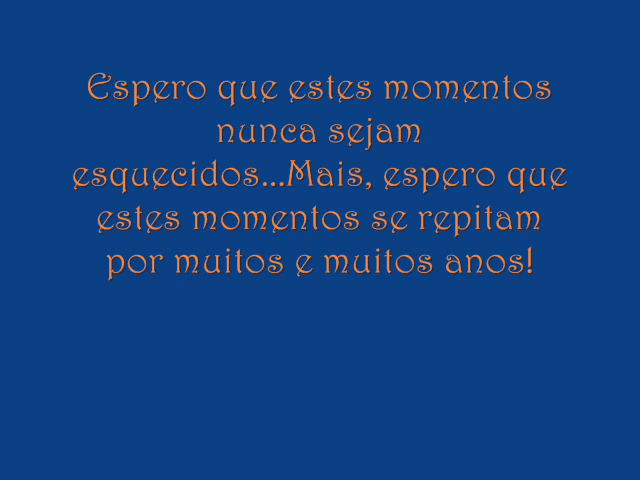 Espero que estes momentos
nunca sejam
esquecidos...Mais, espero que
estes momentos se repitam
por muitos e muitos anos!